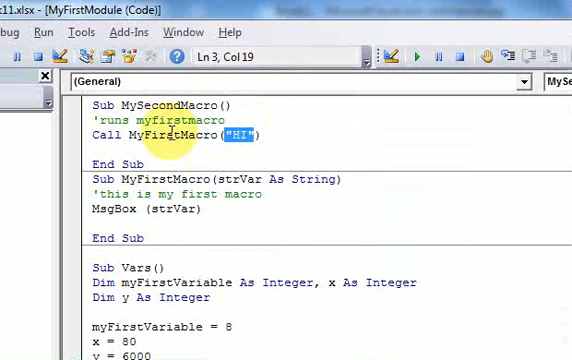 k11.xlsx - [MyFirstModule (Code)]
bug Run Tools Add-Ins Window Help
Ln 3, Col 19
(General)
MySe
Sub MySecondMacro()
'runs myfirstmacro
Call MyFirstMacro("HI")
End Sub
Sub MyFirstMacro(strVar As String)
'this is my first macro
MsgBox (strVar)
End Sub
Sub Vars()
Dim myFirstVariable As Integer, x As Integer
Dim y As Integer
myFirstVariable = 8
x = 80
y = 6000